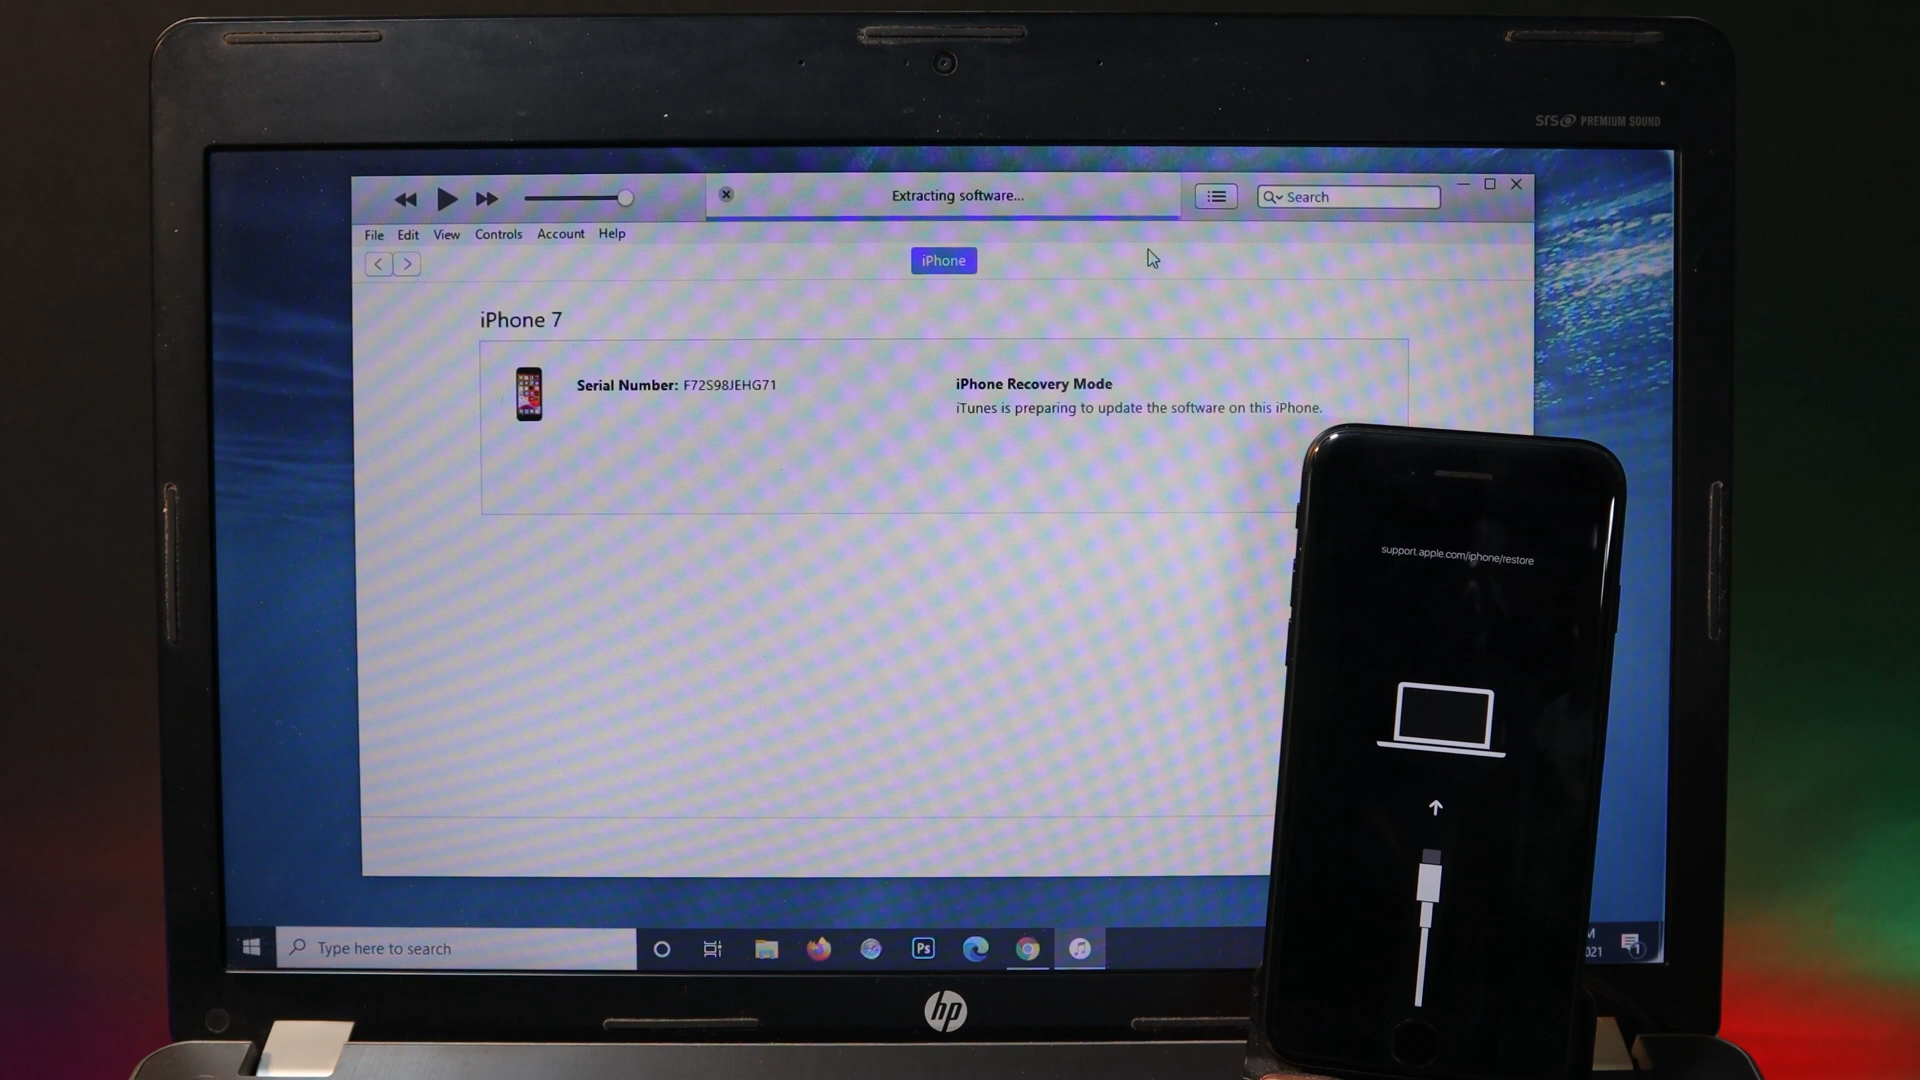 SRS PREMIUM SOUND
Extracting software...
Search
File Edit View Controls Account Help
iPhone
iPhone 7
Serial Number: F72S98JEHG71
iPhone Recovery Mode
iTunes is preparing to update the software on this iPhone.
support.apple.com/iphone/restore
Type here to search
Ps
M
021
1
hp